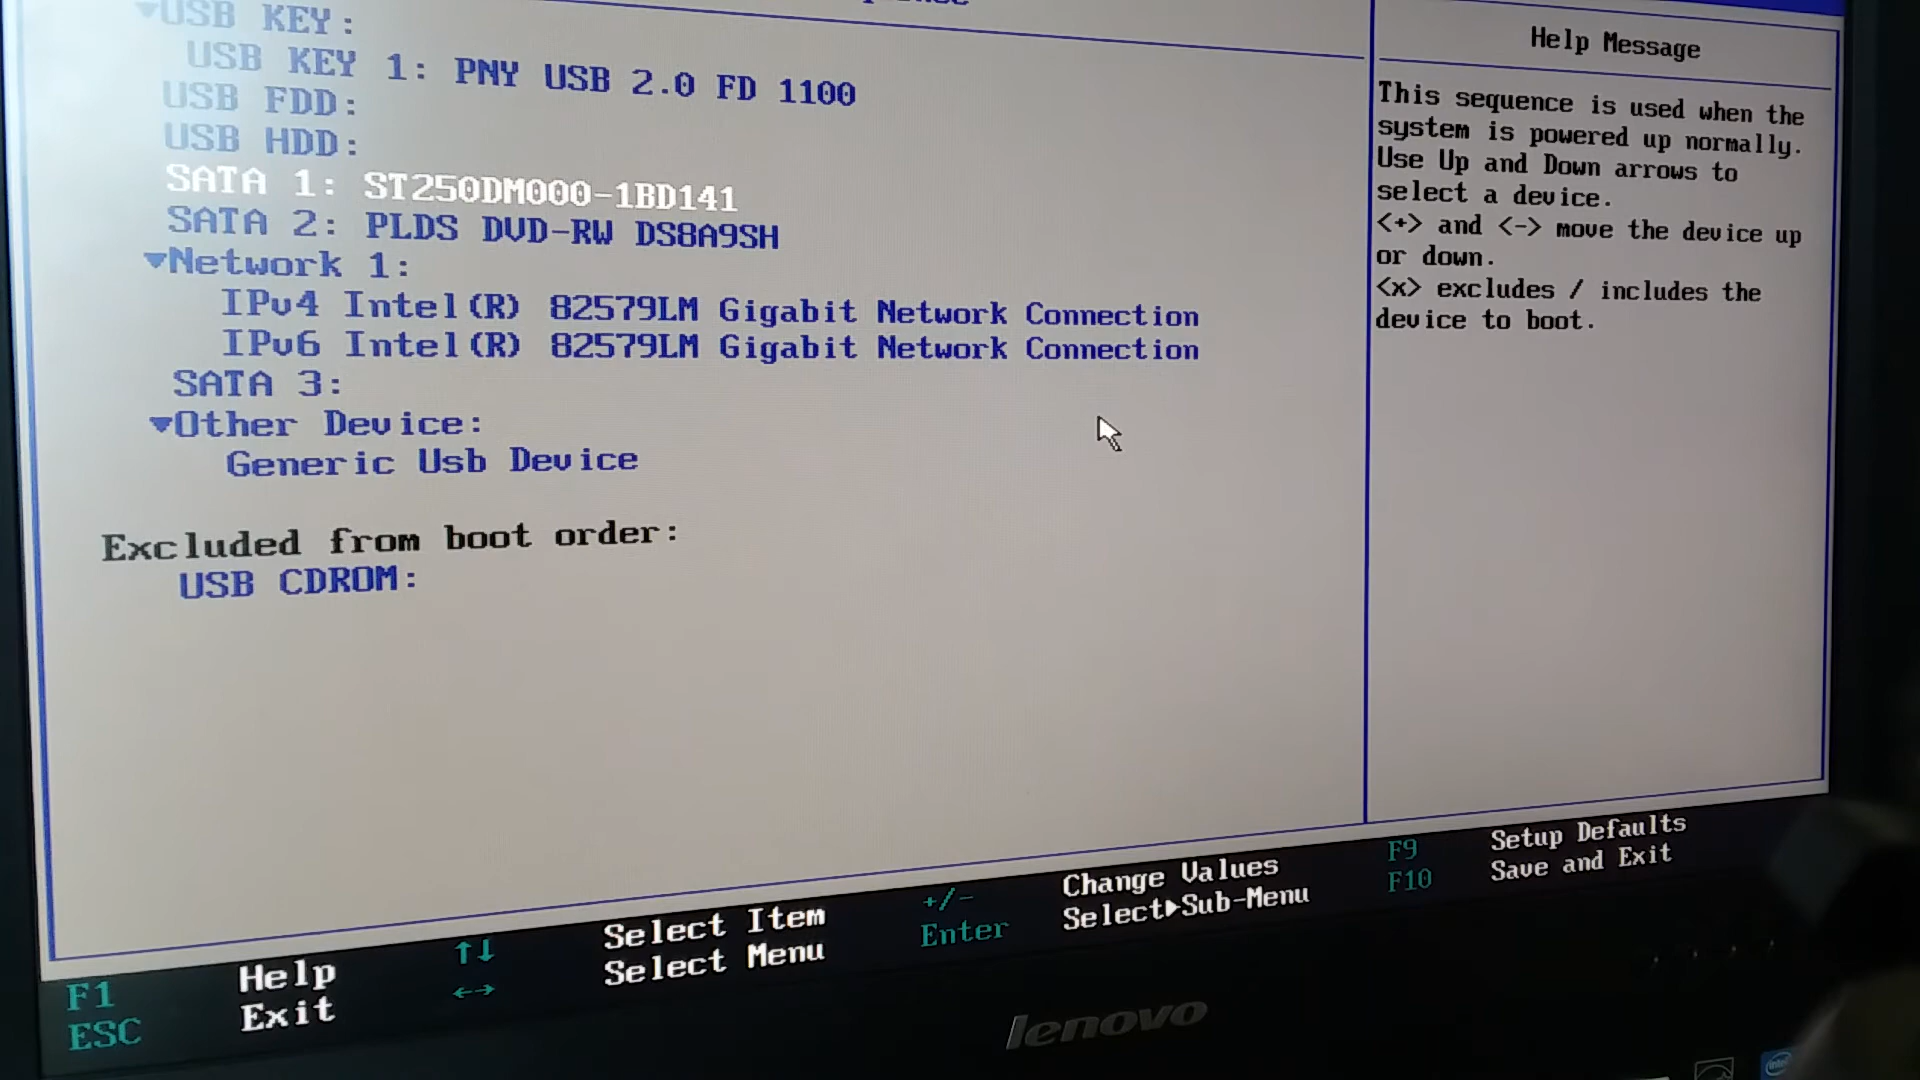 USB KEY:
USB KEY 1: PNY USB 2.0 FD 1100
USB FDD:
USB HDD:
SATA 1: ST250DM000-1BD141
SATA 2: PLDS DVD-RW DS8A9SH
Network 1:
IPv4 Intel(R) 82579LM Gigabit Network Connection
IPv6 Intel(R) 82579LM Gigabit Network Connection
SATA 3:
Other Device:
Generic Usb Device
Excluded from boot order:
USB CDROM:
Help Message
This sequence is used when the
system is powered up normally.
Use Up and Down arrows to
select a device.
<+> and <-> move the device up
or down.
<x> excludes / includes the
device to boot.
F1 Help ↑↓ Select Item +/- Change Values F9 Setup Defaults
ESC Exit ←→ Select Menu Enter Select▶Sub-Menu F10 Save and Exit
lenovo
intel